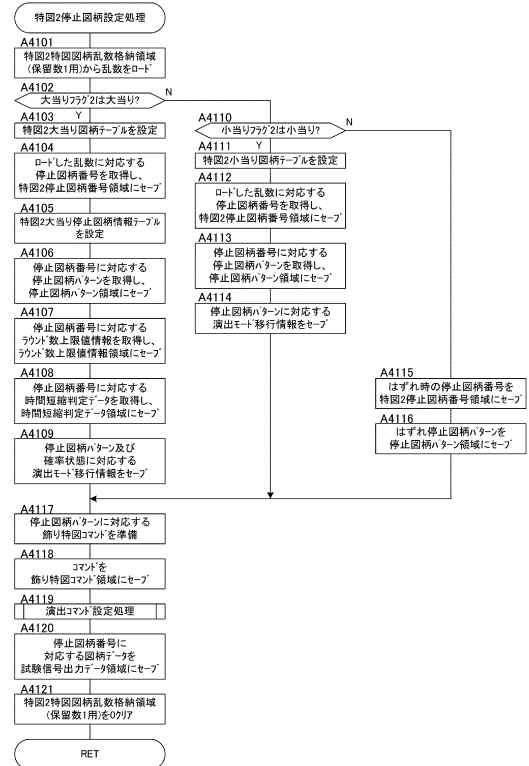 特図2停止図柄設定処理
A4101
特図2特図図柄乱数格納領域
(保留数1用)から乱数をロード
A4102
大当りフラグ2は大当り?
N
Y
A4103
特図2大当り図柄テーブルを設定
A4104
ロードした乱数に対応する
停止図柄番号を取得し、
特図2停止図柄番号領域にセーブ
A4105
特図2大当り停止図柄情報テーブル
を設定
A4106
停止図柄番号に対応する
停止図柄パターンを取得し、
停止図柄パターン領域にセーブ
A4107
停止図柄番号に対応する
ラウンド数上限値情報を取得し、
ラウンド数上限値情報領域にセーブ
A4108
停止図柄番号に対応する
時間短縮判定データを取得し、
時間短縮判定データ領域にセーブ
A4109
停止図柄パターン及び
確率状態に対応する
演出モード移行情報をセーブ
A4110
小当りフラグ2は小当り?
N
Y
A4111
特図2小当り図柄テーブルを設定
A4112
ロードした乱数に対応する
停止図柄番号を取得し、
特図2停止図柄番号領域にセーブ
A4113
停止図柄番号に対応する
停止図柄パターンを取得し、
停止図柄パターン領域にセーブ
A4114
停止図柄パターンに対応する
演出モード移行情報をセーブ
A4115
はずれ時の停止図柄番号を
特図2停止図柄番号領域にセーブ
A4116
はずれ停止図柄パターンを
停止図柄パターン領域にセーブ
A4117
停止図柄パターンに対応する
飾り特図コマンドを準備
A4118
コマンドを
飾り特図コマンド領域にセーブ
A4119
演出コマンド設定処理
A4120
停止図柄番号に
対応する図柄データを
試験信号出力データ領域にセーブ
A4121
特図2特図図柄乱数格納領域
(保留数1用)を0クリア
RET